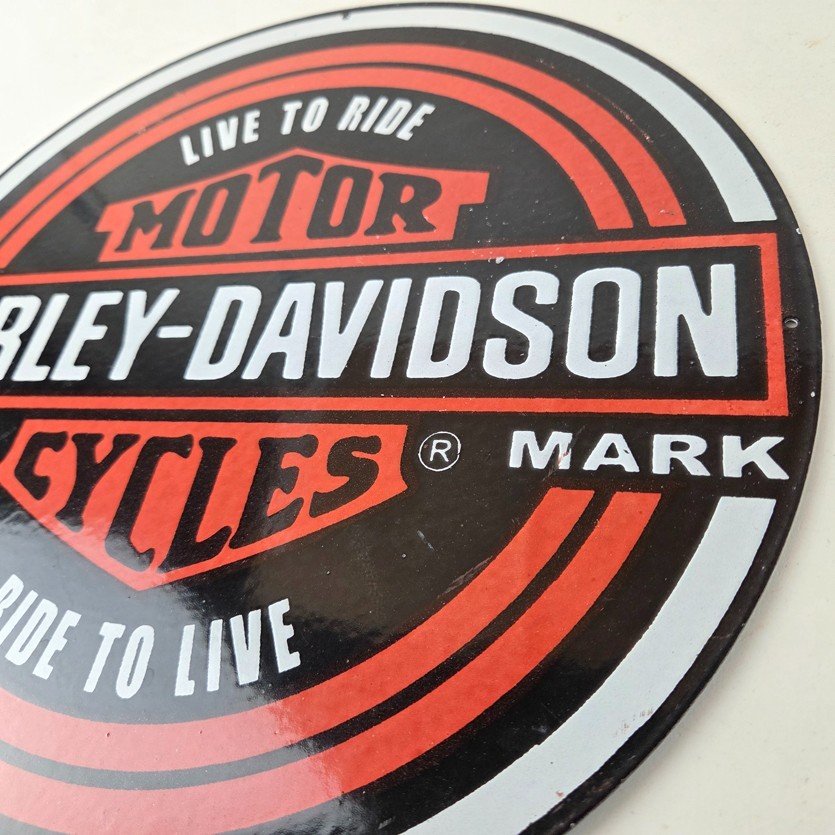 LIVE TO RIDE
MOTOR
RLEY-DAVIDSON
CYCLES ® MARK
RIDE TO LIVE